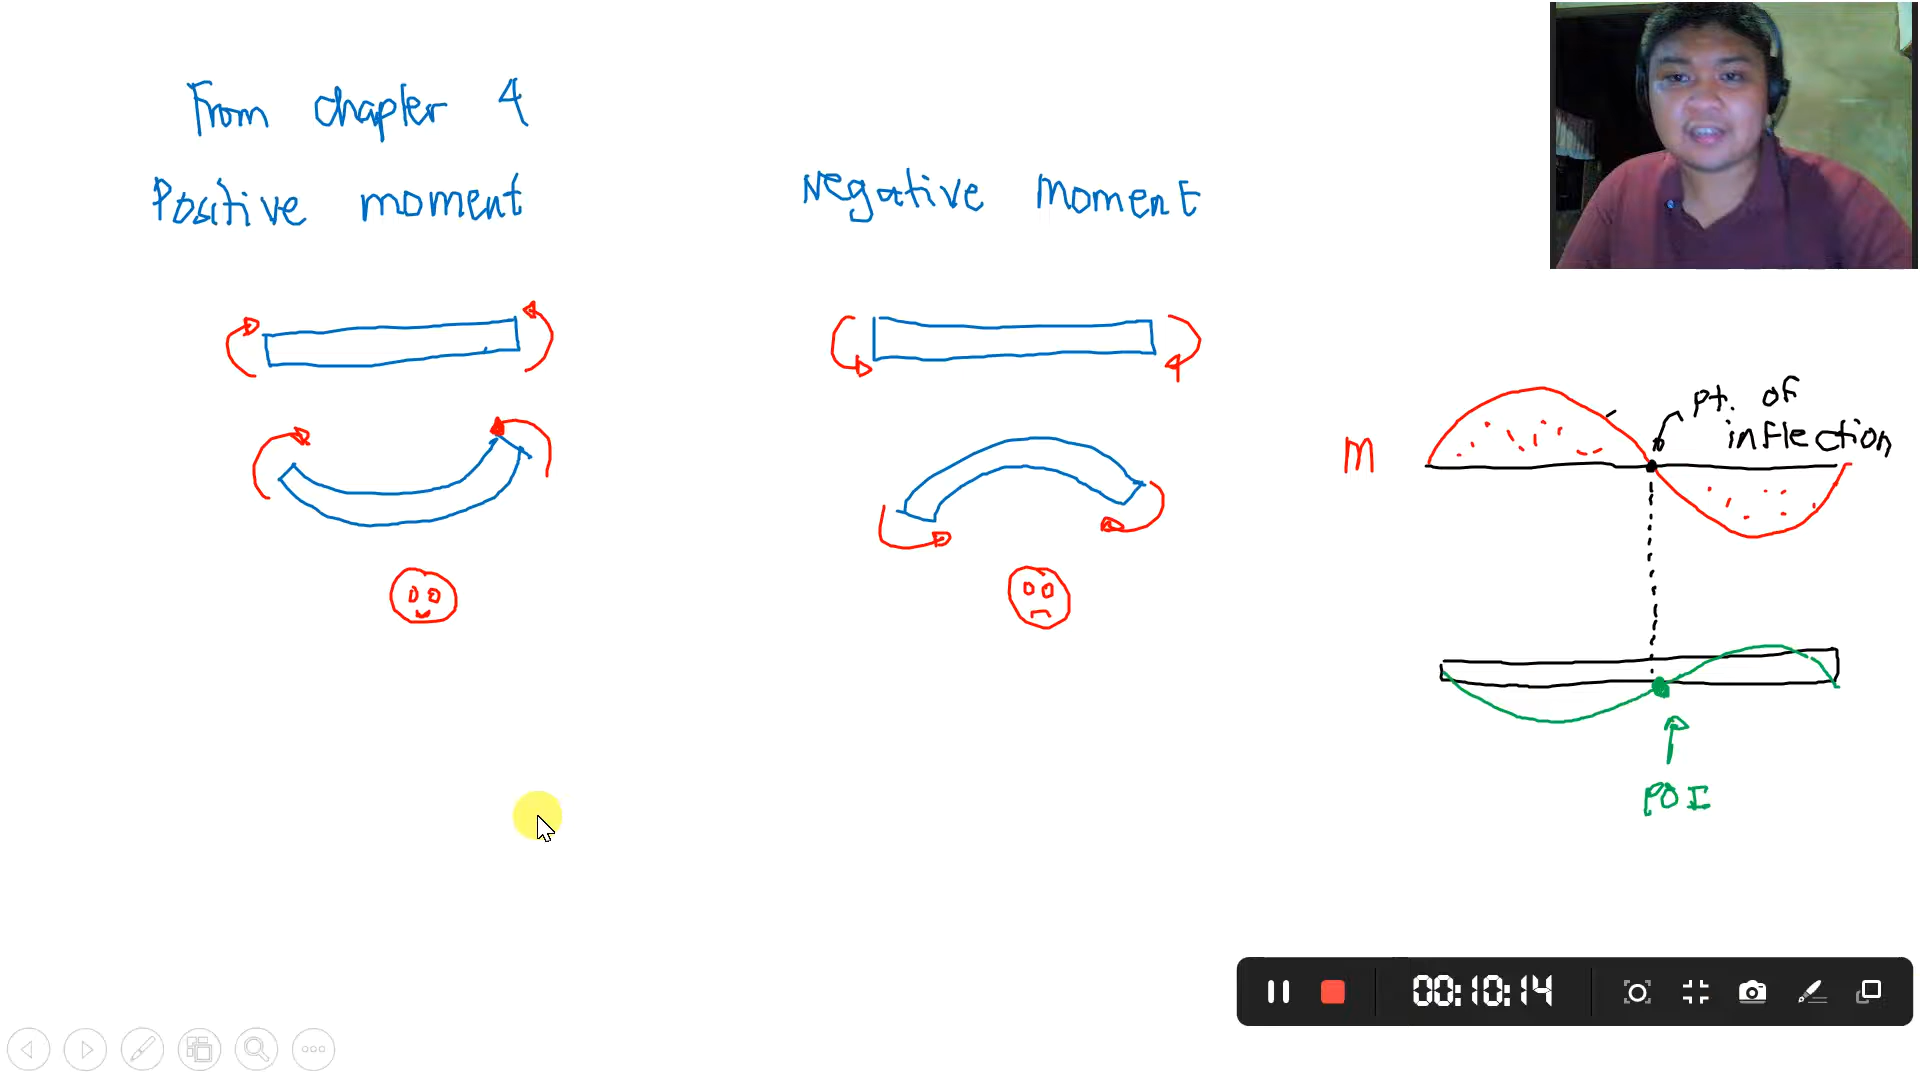 From chapter 4
Positive moment
Negative Moment
M
Pt. of
inflection
POI
00:10:14